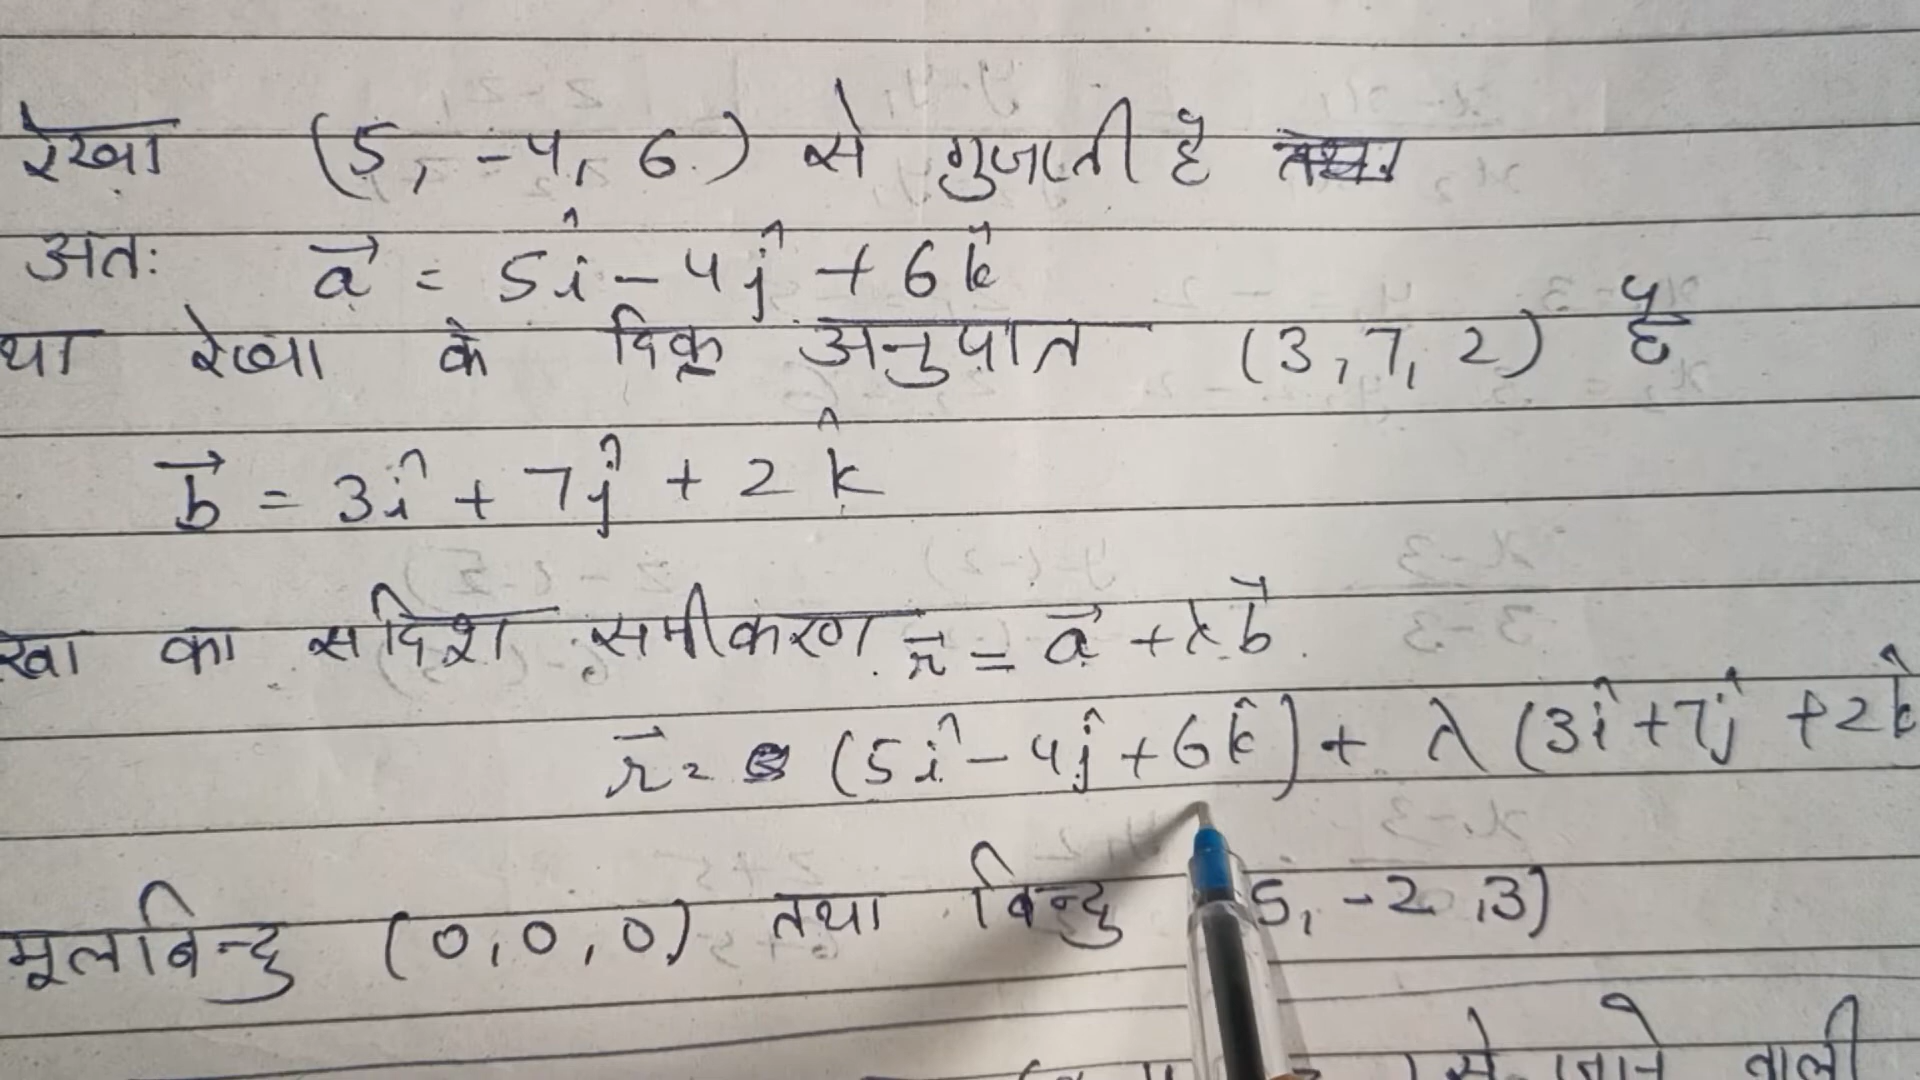 रेखा (5, -4, 6) से गुजरती है
अतः a⃗ = 5î - 4ĵ + 6k̂
था रेखा के दिक् अनुपात (3, 7, 2) है
b⃗ = 3î + 7ĵ + 2k̂
खा का सदिश समीकरण r⃗ = a⃗ + λb⃗
r⃗ = (5î - 4ĵ + 6k̂) + λ (3î + 7ĵ + 2k̂
मूलबिन्दु (0, 0, 0) तथा बिन्दु 5, -2, 3)
से जाने वाली